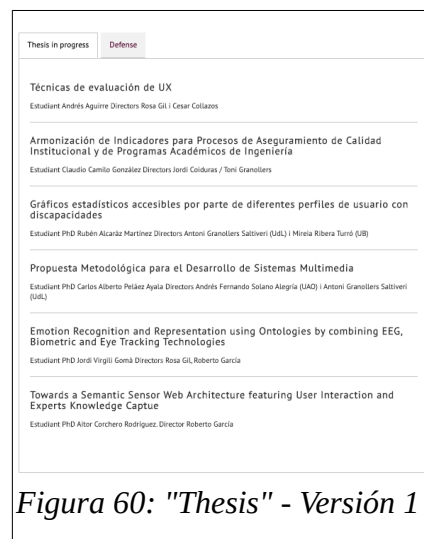 Thesis in progress
Defense
Técnicas de evaluación de UX
Estudiant Andrés Aguirre Directors Rosa Gil i Cesar Collazos
Armonización de Indicadores para Procesos de Aseguramiento de Calidad
Institucional y de Programas Académicos de Ingeniería
Estudiant Claudio Camilo González Directors Jordi Coiduras / Toni Granollers
Gráficos estadísticos accesibles por parte de diferentes perfiles de usuario con
discapacidades
Estudiant PhD Rubén Alcaráz Martínez Directors Antoni Granollers Saltiveri (UdL) i Mireia Ribera Turró (UB)
Propuesta Metodológica para el Desarrollo de Sistemas Multimedia
Estudiant PhD Carlos Alberto Peláez Ayala Directors Andrés Fernando Solano Alegría (UAO) i Antoni Granollers Saltiveri
(UdL)
Emotion Recognition and Representation using Ontologies by combining EEG,
Biometric and Eye Tracking Technologies
Estudiant PhD Jordi Virgili Gomà Directors Rosa Gil, Roberto García
Towards a Semantic Sensor Web Architecture featuring User Interaction and
Experts Knowledge Captue
Estudiant PhD Aitor Corchero Rodríguez. Director Roberto García
Figura 60: "Thesis" - Versión 1